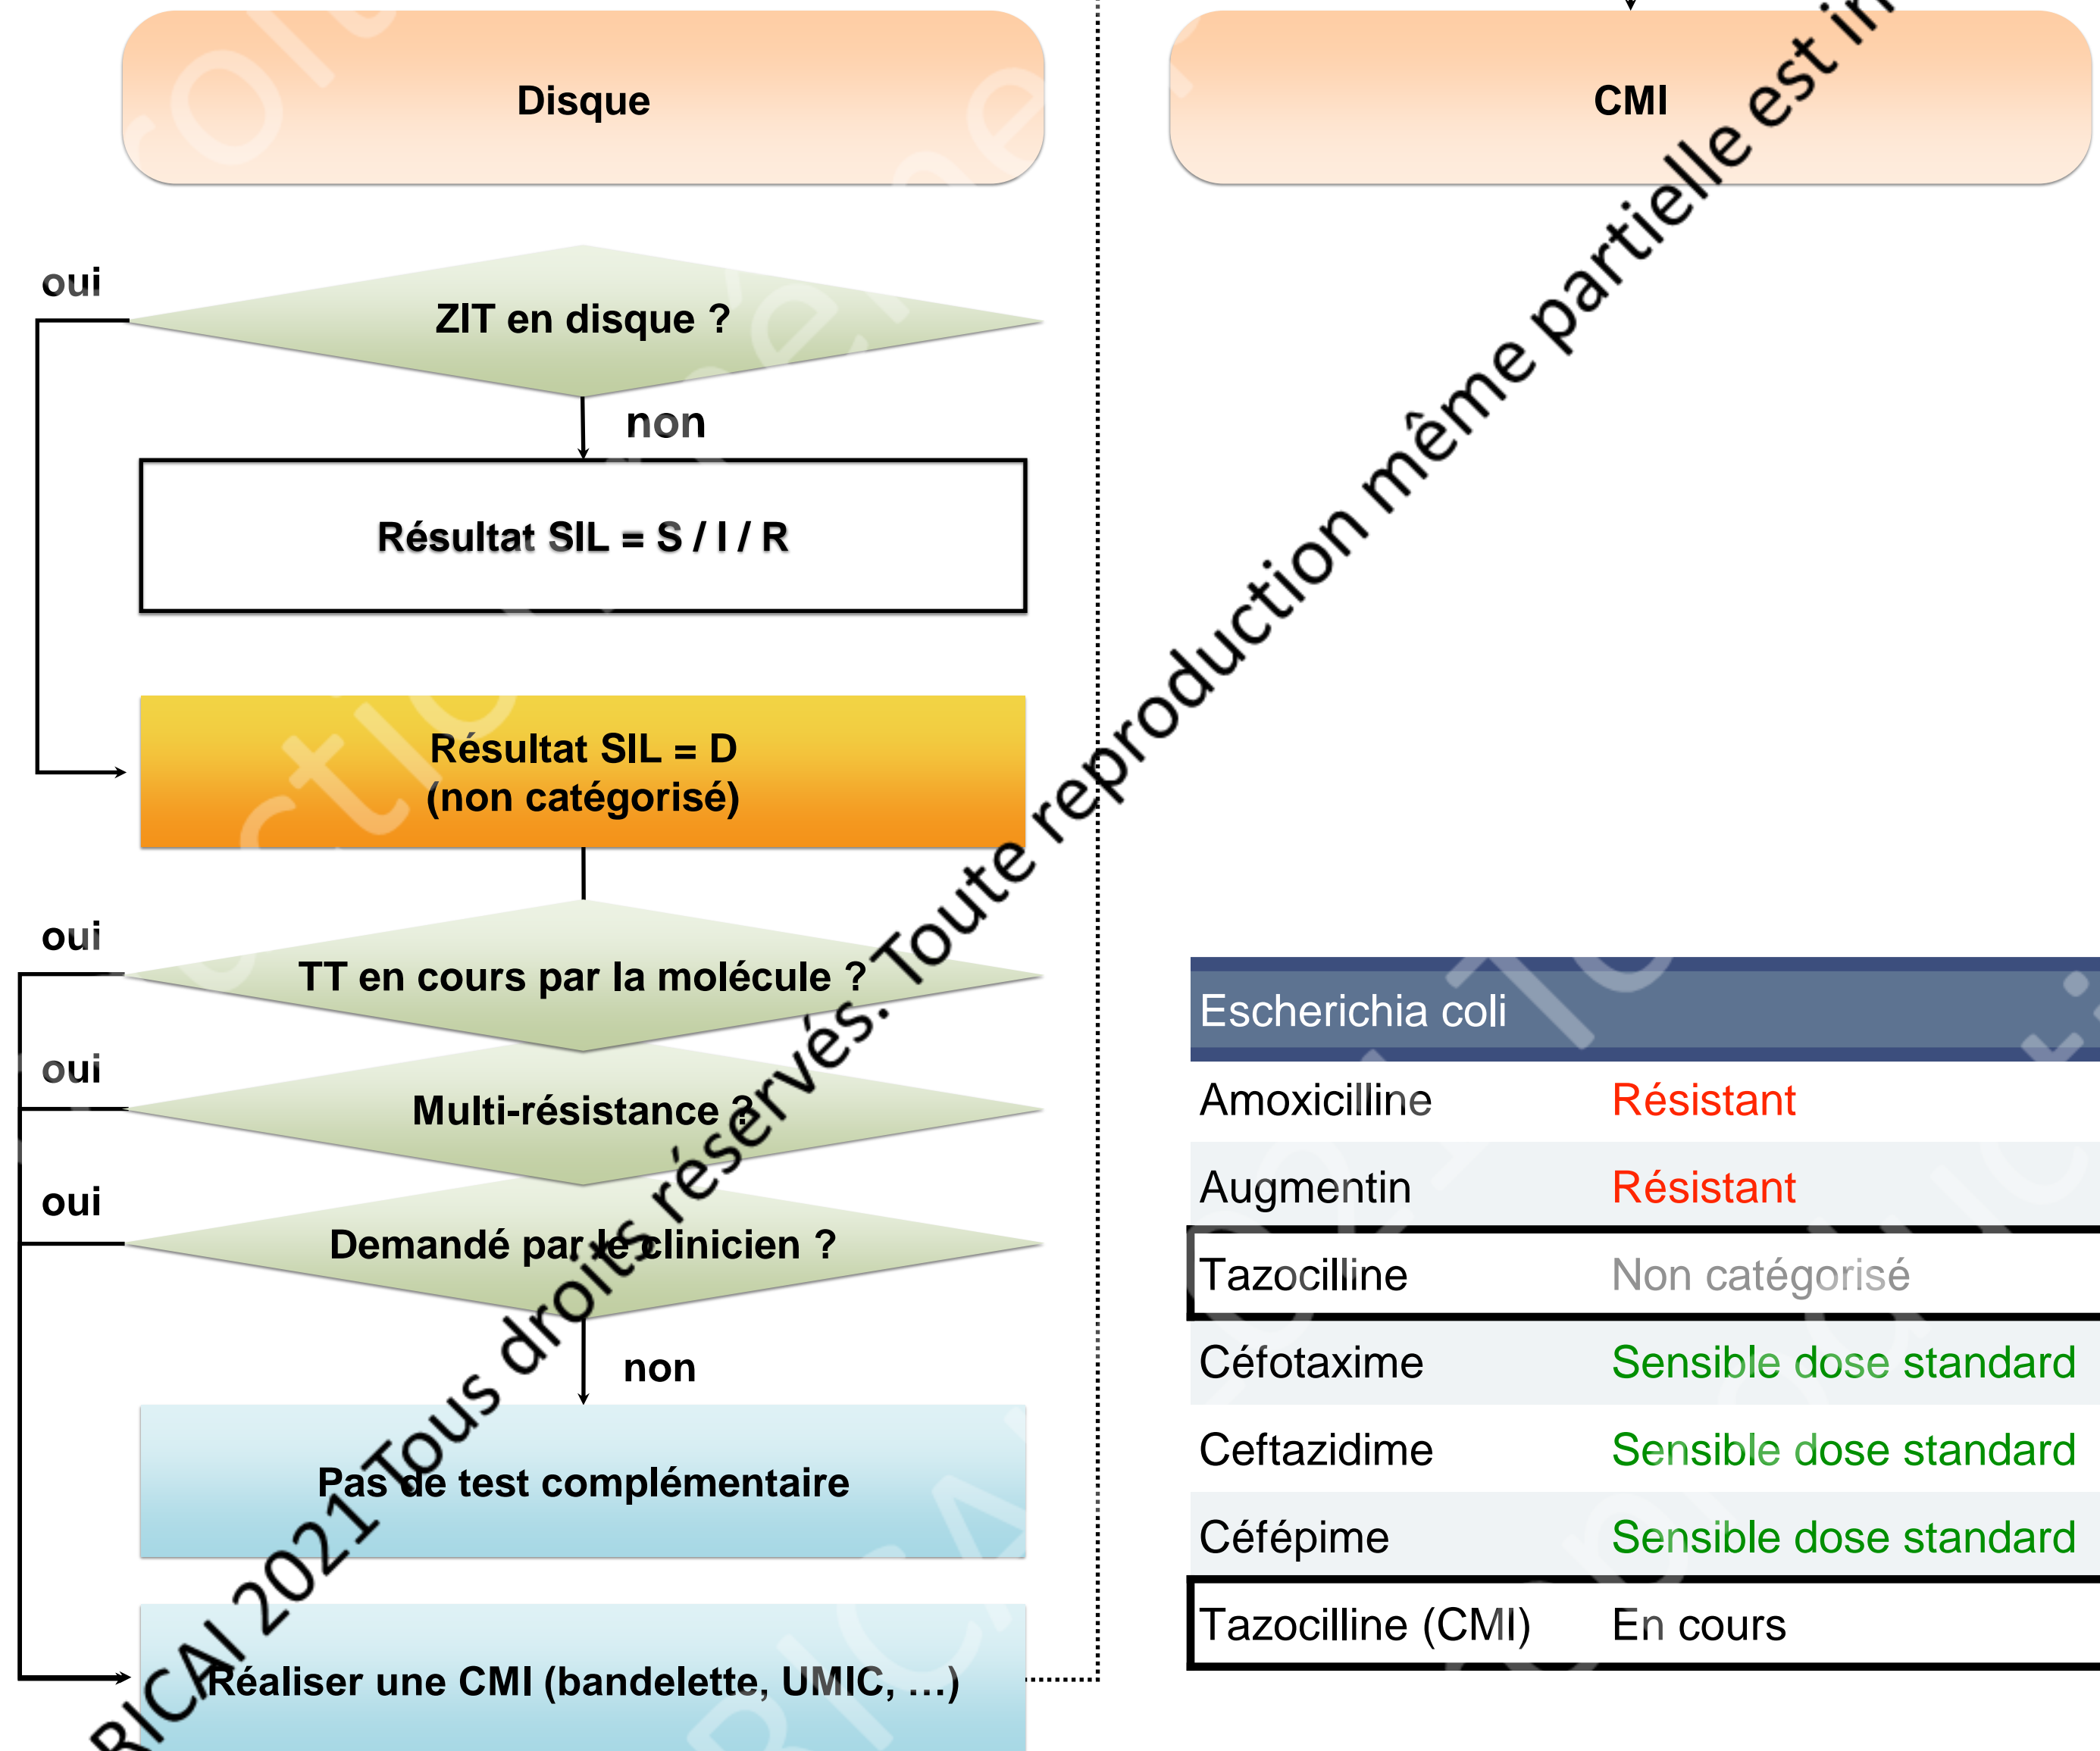 Disque
CMI
oui
ZIT en disque ?
non
Résultat SIL = S / I / R
Résultat SIL = D
(non catégorisé)
oui
TT en cours par la molécule ?
oui
Multi-résistance ?
oui
Demandé par le clinicien ?
non
Pas de test complémentaire
Réaliser une CMI (bandelette, UMIC, …)
Escherichia coli
Amoxicilline Résistant
Augmentin Résistant
Tazocilline Non catégorisé
Céfotaxime Sensible dose standard
Ceftazidime Sensible dose standard
Céfépime Sensible dose standard
Tazocilline (CMI) En cours
RICAI 2021 Tous droits réservés. Toute reproduction même partielle est in